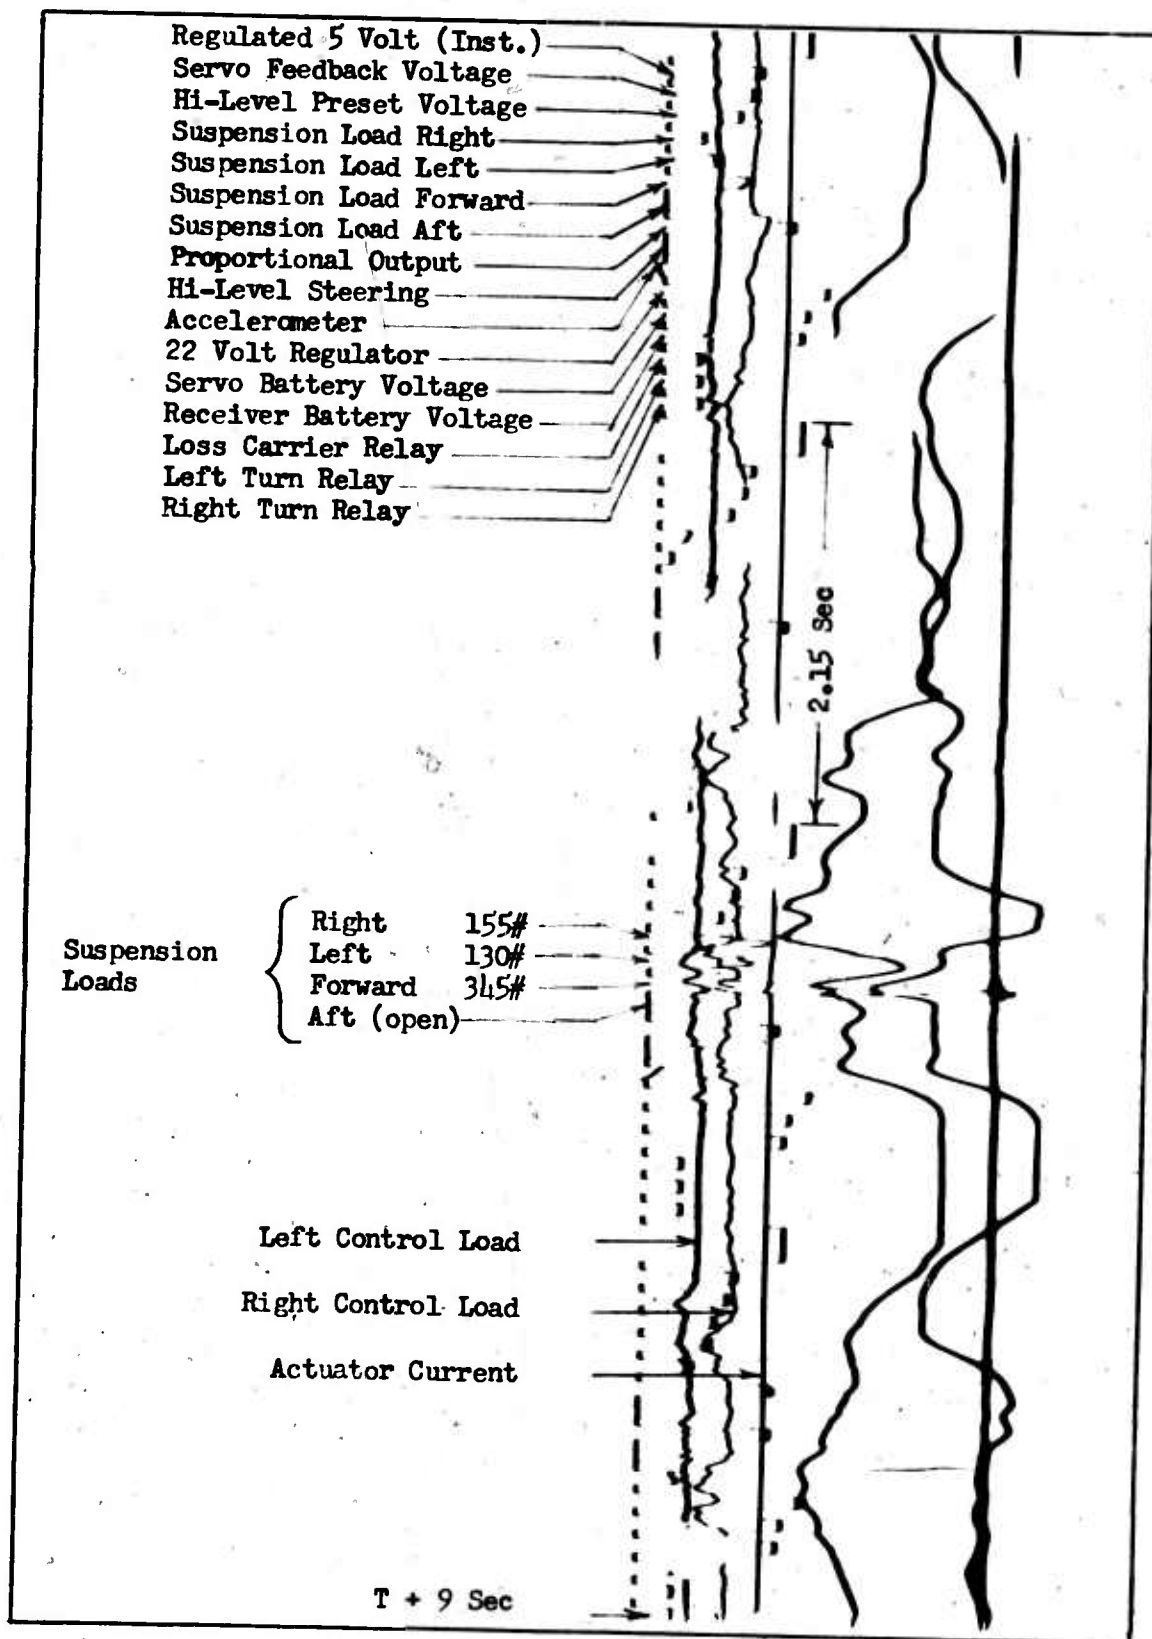 Regulated 5 Volt (Inst.)
Servo Feedback Voltage
Hi-Level Preset Voltage
Suspension Load Right
Suspension Load Left
Suspension Load Forward
Suspension Load Aft
Proportional Output
Hi-Level Steering
Accelerometer
22 Volt Regulator
Servo Battery Voltage
Receiver Battery Voltage
Loss Carrier Relay
Left Turn Relay
Right Turn Relay
2.15 Sec
Suspension Loads
Right 155#
Left 130#
Forward 345#
Aft (open)
Left Control Load
Right Control Load
Actuator Current
T + 9 Sec